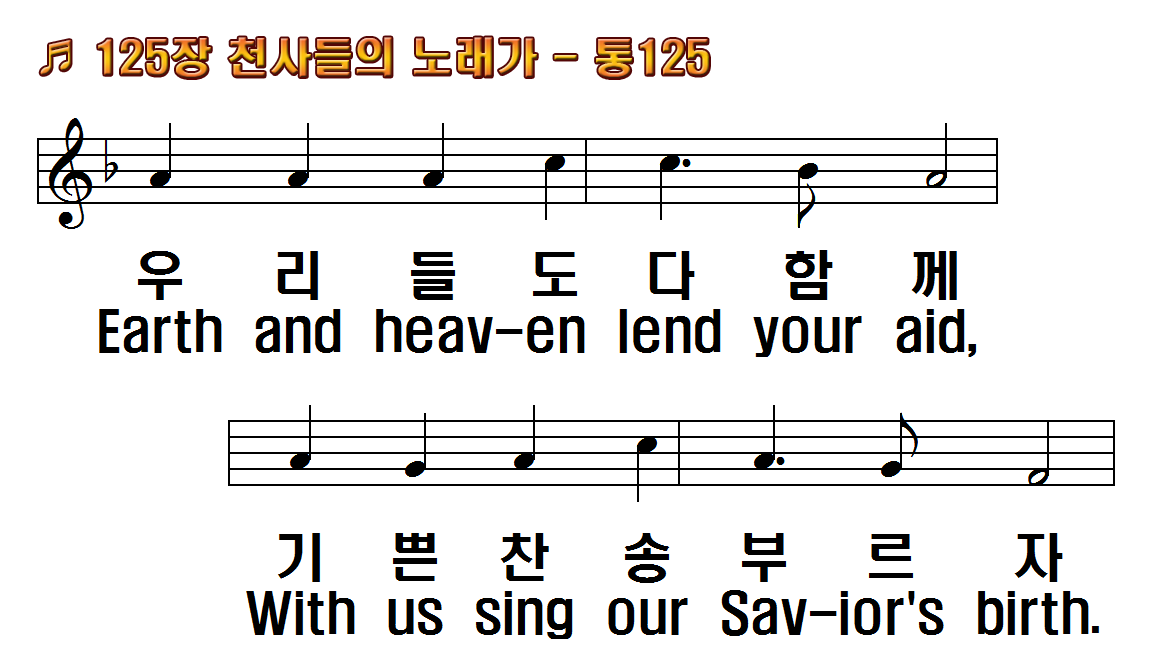 ♬ 125장 천사들의 노래가 - 통125
우 리 들 도 다 함 께
Earth and heav-en lend your aid,
기 쁜 찬 송 부 르 자
With us sing our Sav-ior's birth.